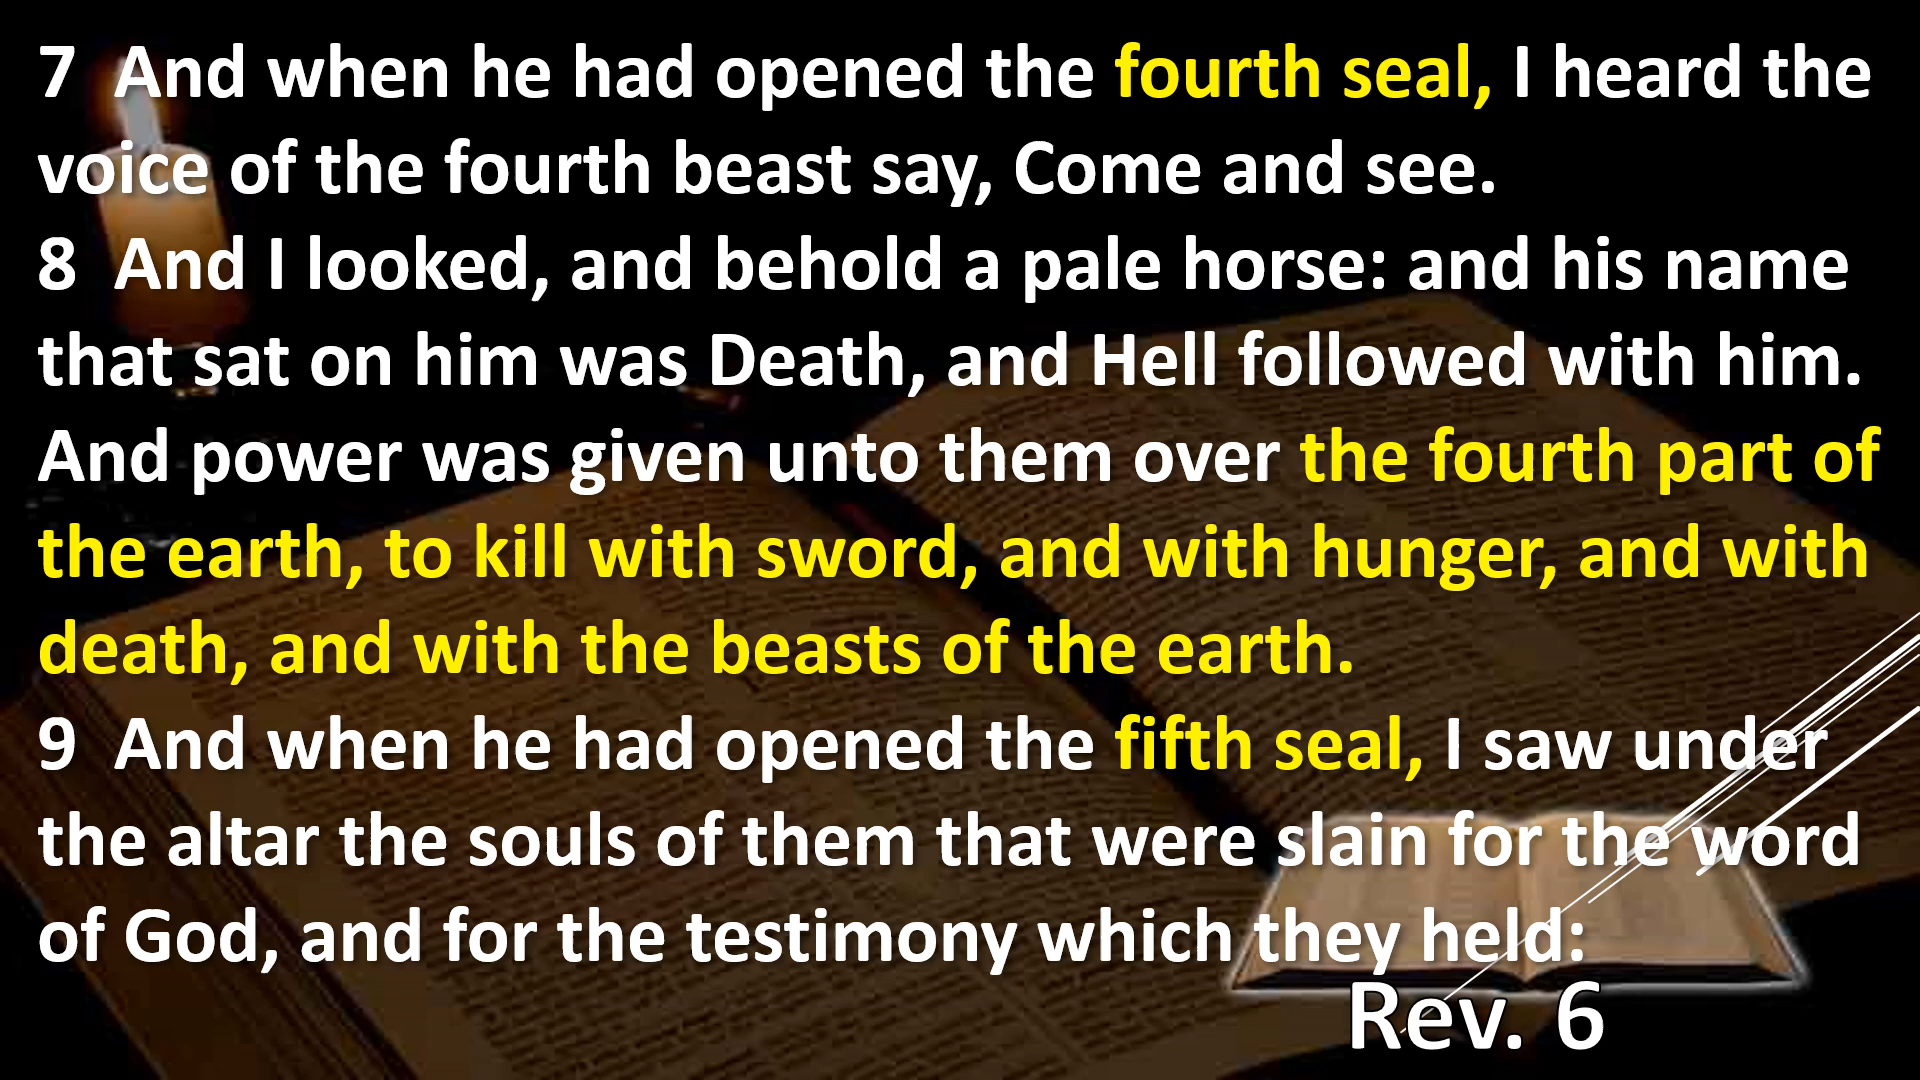 7 And when he had opened the fourth seal, I heard the
voice of the fourth beast say, Come and see.
8 And I looked, and behold a pale horse: and his name
that sat on him was Death, and Hell followed with him.
And power was given unto them over the fourth part of
the earth, to kill with sword, and with hunger, and with
death, and with the beasts of the earth.
9 And when he had opened the fifth seal, I saw under
the altar the souls of them that were slain for the word
of God, and for the testimony which they held:
Rev. 6